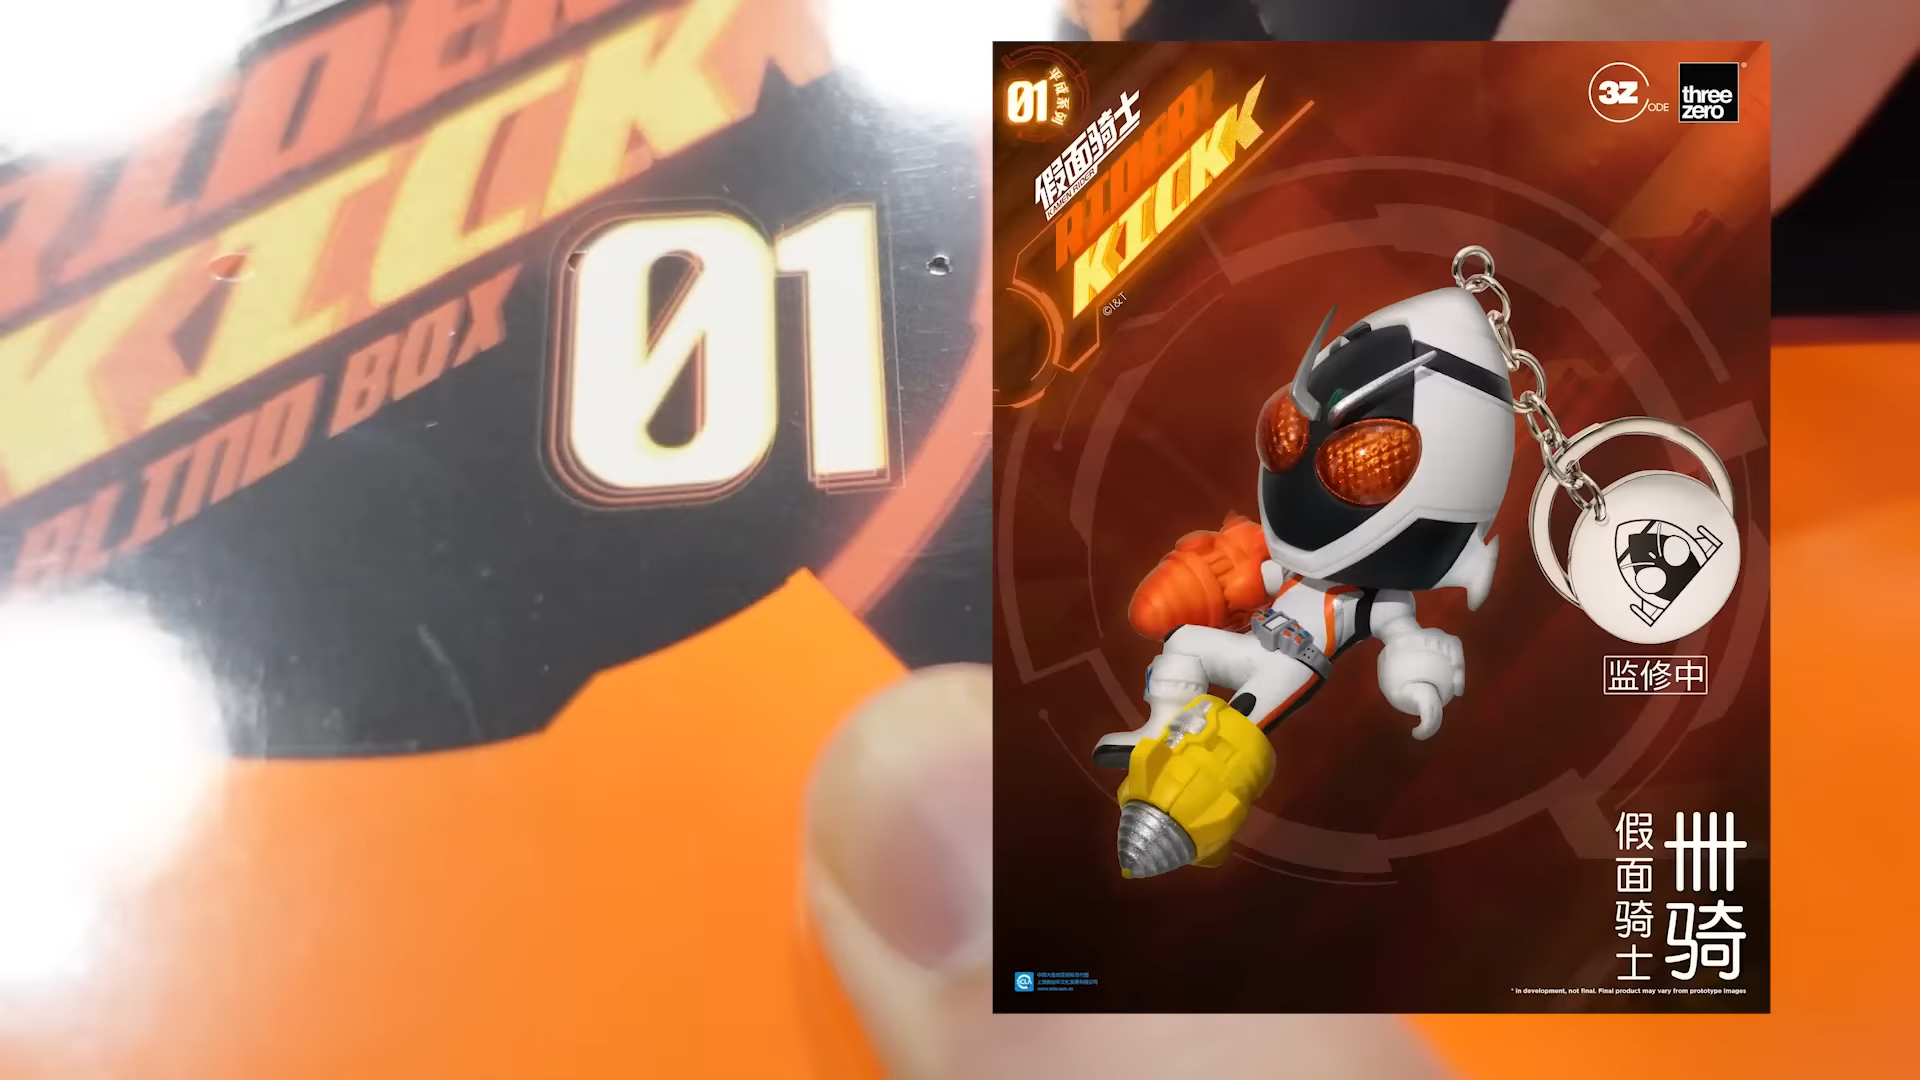 RIDER
KICK
BLIND BOX
01
01
平成系列
假面骑士
KAMEN RIDER
RIDER
KICK
©I&T
3Z
ODE
three
zero
监修中
假面骑士
卌骑
* In development, not final. Final product may vary from prototype images